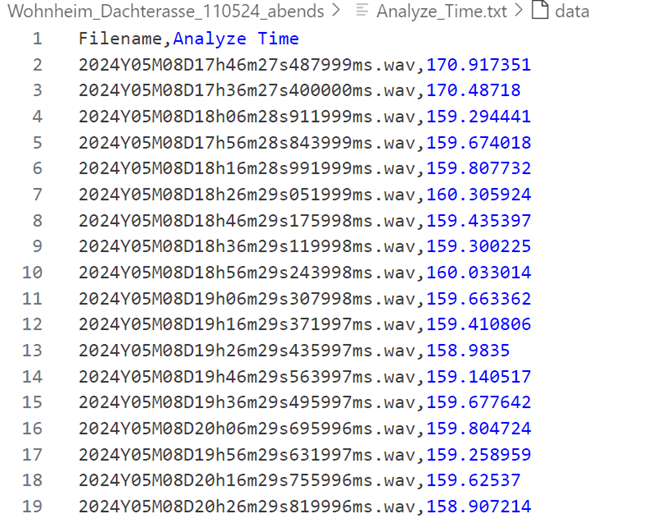 Wohnheim_Dachterasse_110524_abends > Analyze_Time.txt > data
1 Filename,Analyze Time
2 2024Y05M08D17h46m27s487999ms.wav,170.917351
3 2024Y05M08D17h36m27s400000ms.wav,170.48718
4 2024Y05M08D18h06m28s911999ms.wav,159.294441
5 2024Y05M08D17h56m28s843999ms.wav,159.674018
6 2024Y05M08D18h16m28s991999ms.wav,159.807732
7 2024Y05M08D18h26m29s051999ms.wav,160.305924
8 2024Y05M08D18h46m29s175998ms.wav,159.435397
9 2024Y05M08D18h36m29s119998ms.wav,159.300225
10 2024Y05M08D18h56m29s243998ms.wav,160.033014
11 2024Y05M08D19h06m29s307998ms.wav,159.663362
12 2024Y05M08D19h16m29s371997ms.wav,159.410806
13 2024Y05M08D19h26m29s435997ms.wav,158.9835
14 2024Y05M08D19h46m29s563997ms.wav,159.140517
15 2024Y05M08D19h36m29s495997ms.wav,159.677642
16 2024Y05M08D20h06m29s695996ms.wav,159.804724
17 2024Y05M08D19h56m29s631997ms.wav,159.258959
18 2024Y05M08D20h16m29s755996ms.wav,159.62537
19 2024Y05M08D20h26m29s819996ms.wav,158.907214